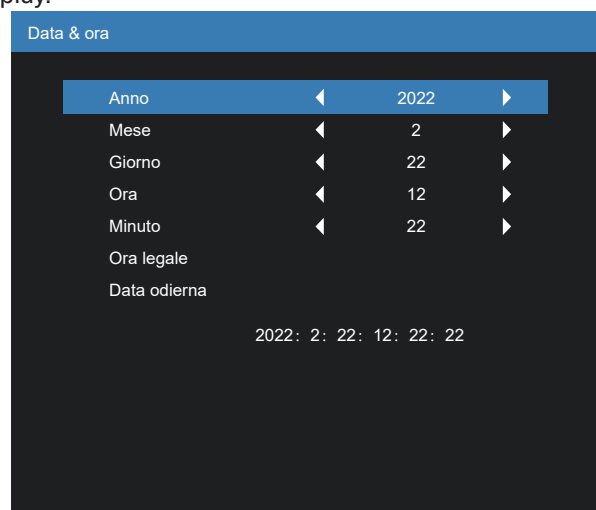 play.
Data & ora
Anno 2022
Mese 2
Giorno 22
Ora 12
Minuto 22
Ora legale
Data odierna
2022: 2: 22: 12: 22: 22